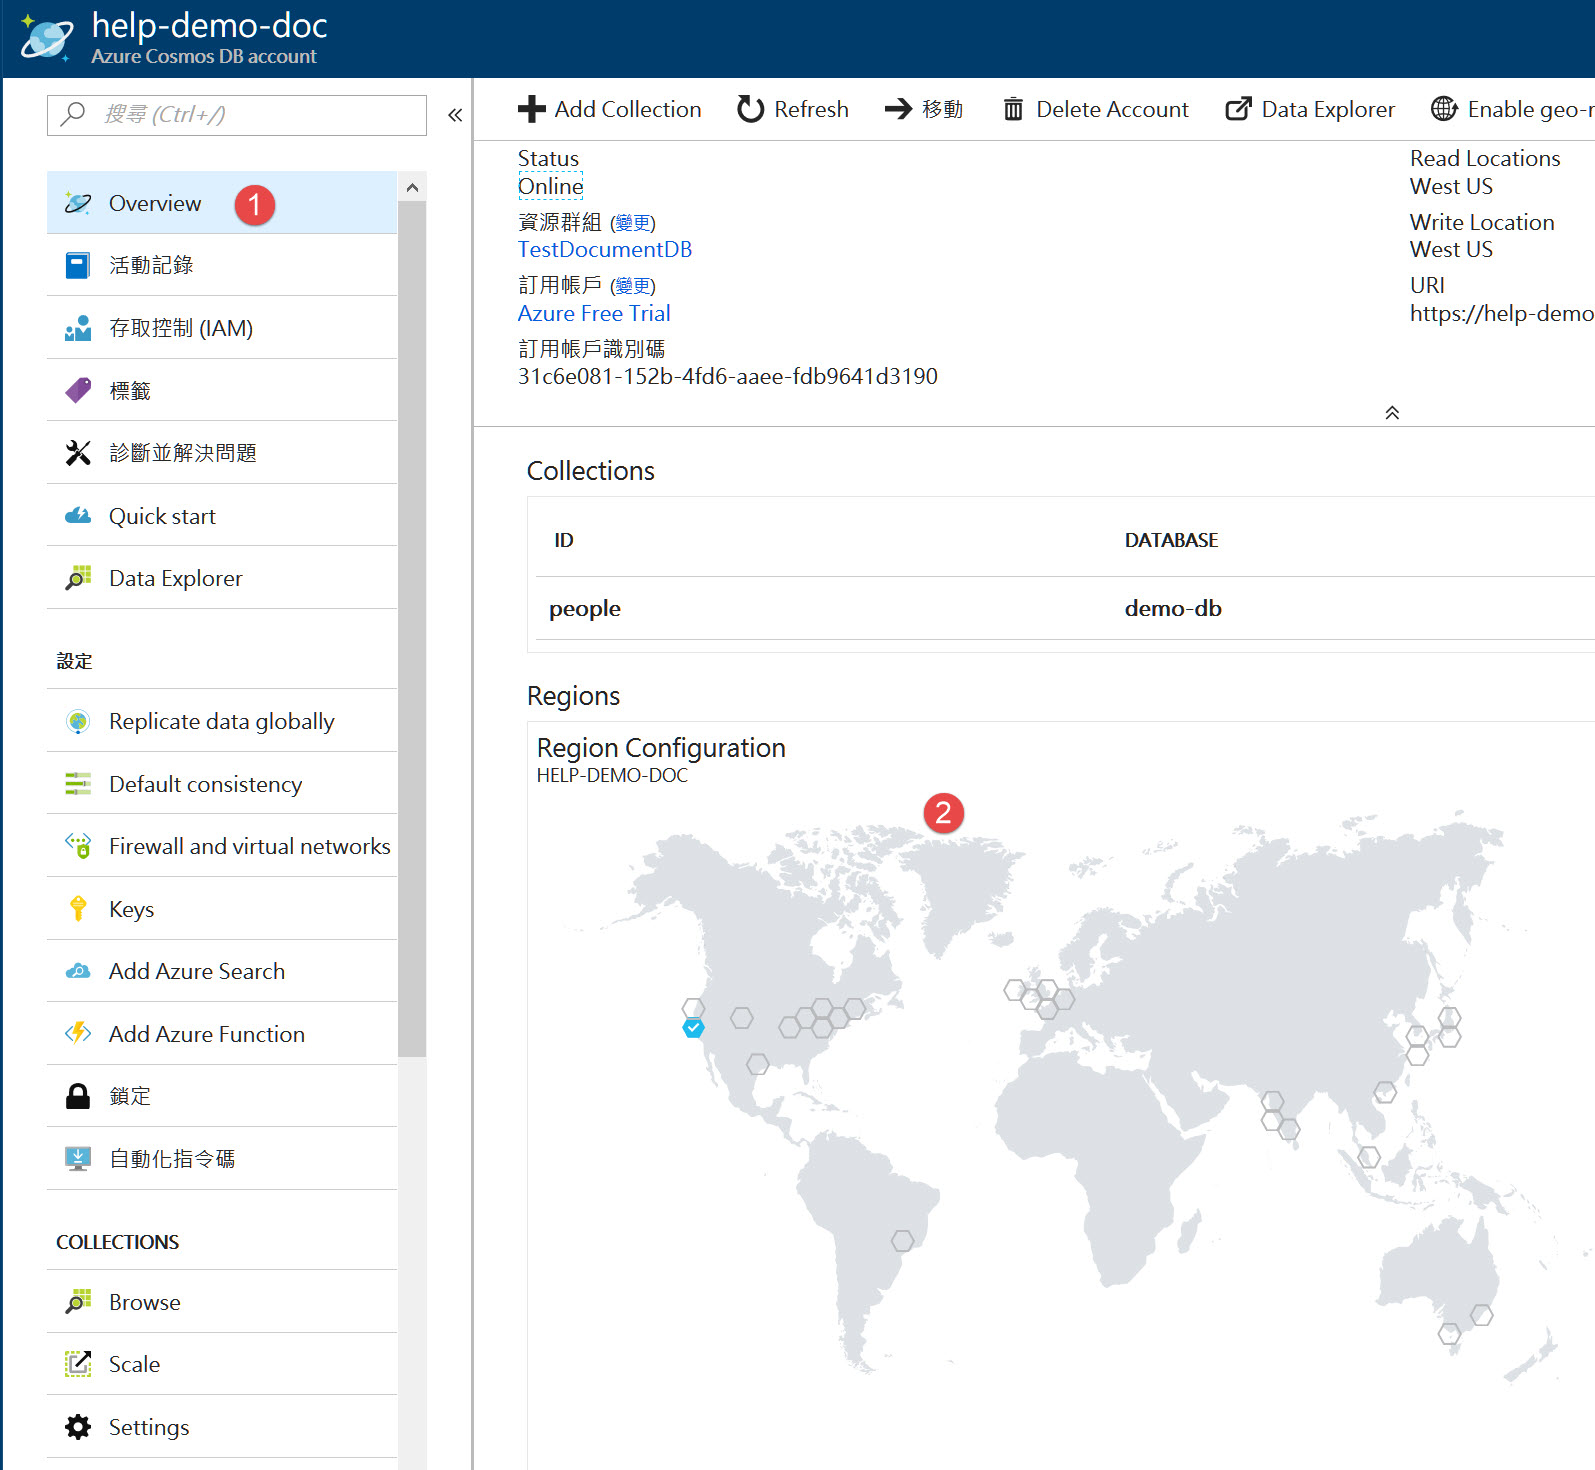 help-demo-doc
Azure Cosmos DB account
搜尋 (Ctrl+/)
Overview
1
活動記錄
存取控制 (IAM)
標籤
診斷並解決問題
Quick start
Data Explorer
設定
Replicate data globally
Default consistency
Firewall and virtual networks
Keys
Add Azure Search
Add Azure Function
鎖定
自動化指令碼
COLLECTIONS
Browse
Scale
Settings
Add Collection
Refresh
移動
Delete Account
Data Explorer
Enable geo-r
Status
Online
資源群組 (變更)
TestDocumentDB
訂用帳戶 (變更)
Azure Free Trial
訂用帳戶識別碼
31c6e081-152b-4fd6-aaee-fdb9641d3190
Read Locations
West US
Write Location
West US
URI
https://help-demo
Collections
ID DATABASE
people demo-db
Regions
Region Configuration
HELP-DEMO-DOC
2